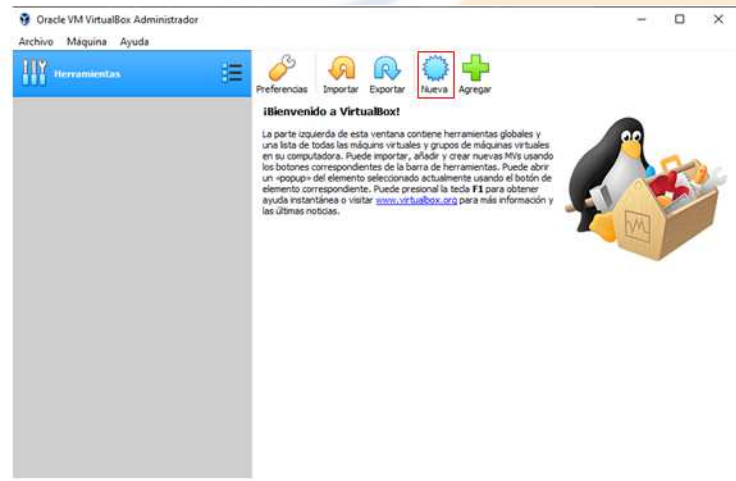 Oracle VM VirtualBox Administrador
Archivo Máquina Ayuda
Herramientas
Preferencias Importar Exportar Nueva Agregar
¡Bienvenido a VirtualBox!
La parte izquierda de esta ventana contiene herramientas globales y
una lista de todas las máquins virtuales y grupos de máquinas virtuales
en su computadora. Puede importar, añadir y crear nuevas MVs usando
los botones correspondientes de la barra de herramientas. Puede abrir
un «popup» del elemento seleccionado actualmente usando el botón de
elemento correspondiente. Puede presional la tecla F1 para obtener
ayuda instantánea o visitar www.virtualbox.org para más información y
las últimas noticias.